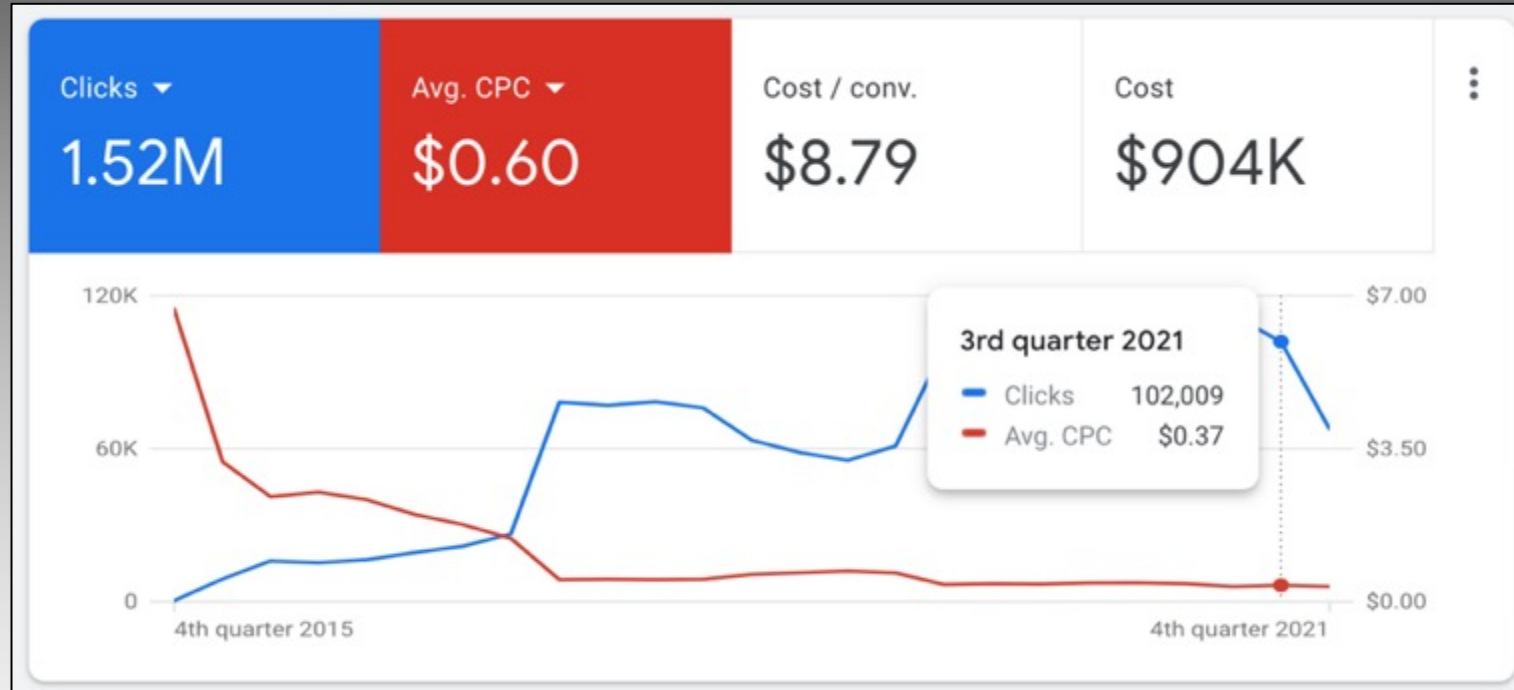 Clicks
1.52M
Avg. CPC
$0.60
Cost / conv.
$8.79
Cost
$904K
120K
$7.00
3rd quarter 2021
Clicks 102,009
Avg. CPC $0.37
60K
$3.50
0
$0.00
4th quarter 2015
4th quarter 2021